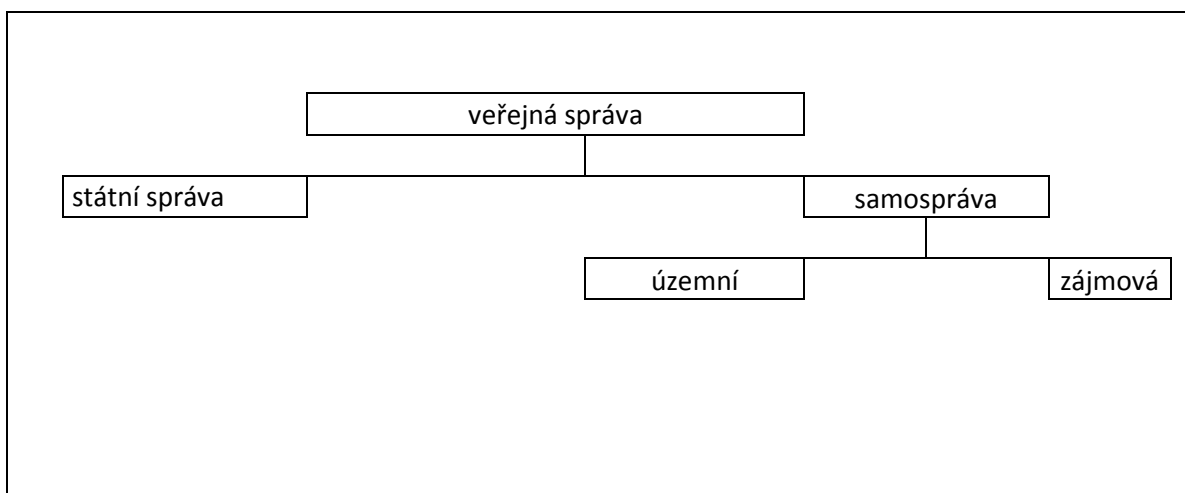 veřejná správa
státní správa
samospráva
územní
zájmová